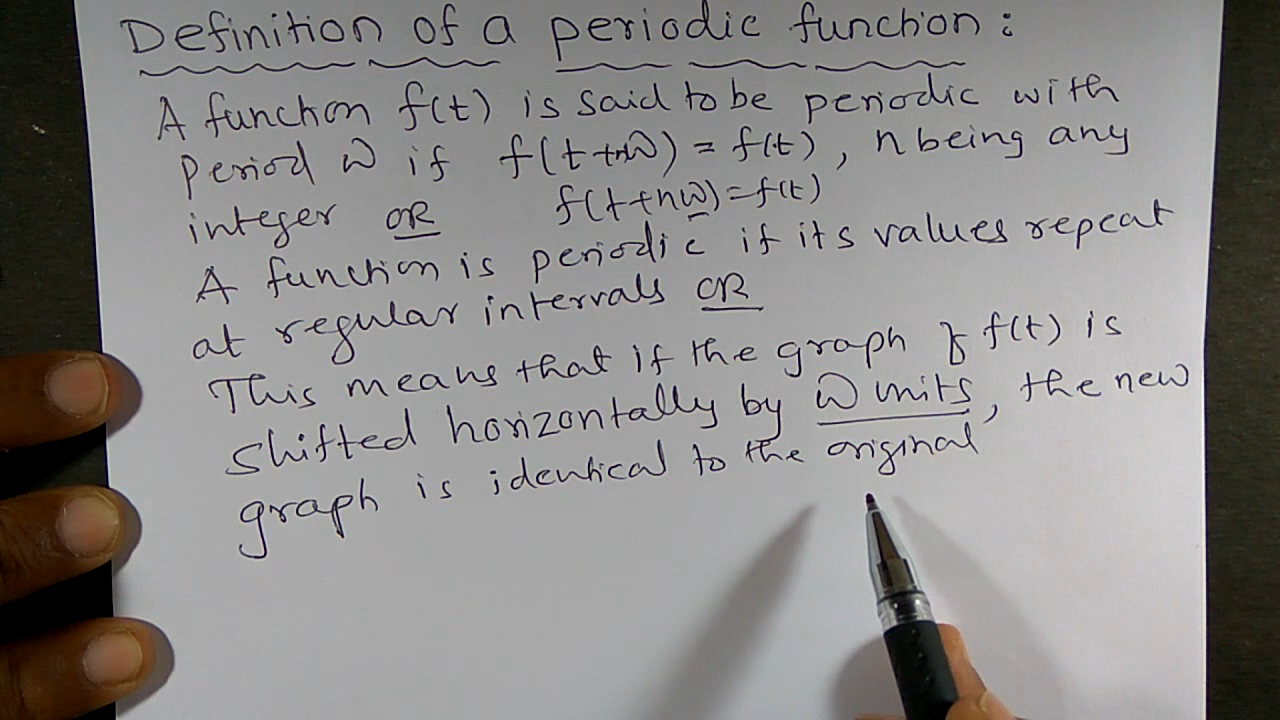 Definition of a periodic function:
A function f(t) is said to be periodic with
Period ω if f(t+nω) = f(t), n being any
integer OR f(t+nω)=f(t)
A function is periodic if its values repeat
at regular intervals OR
This means that if the graph of f(t) is
shifted horizontally by ω units, the new
graph is identical to the original